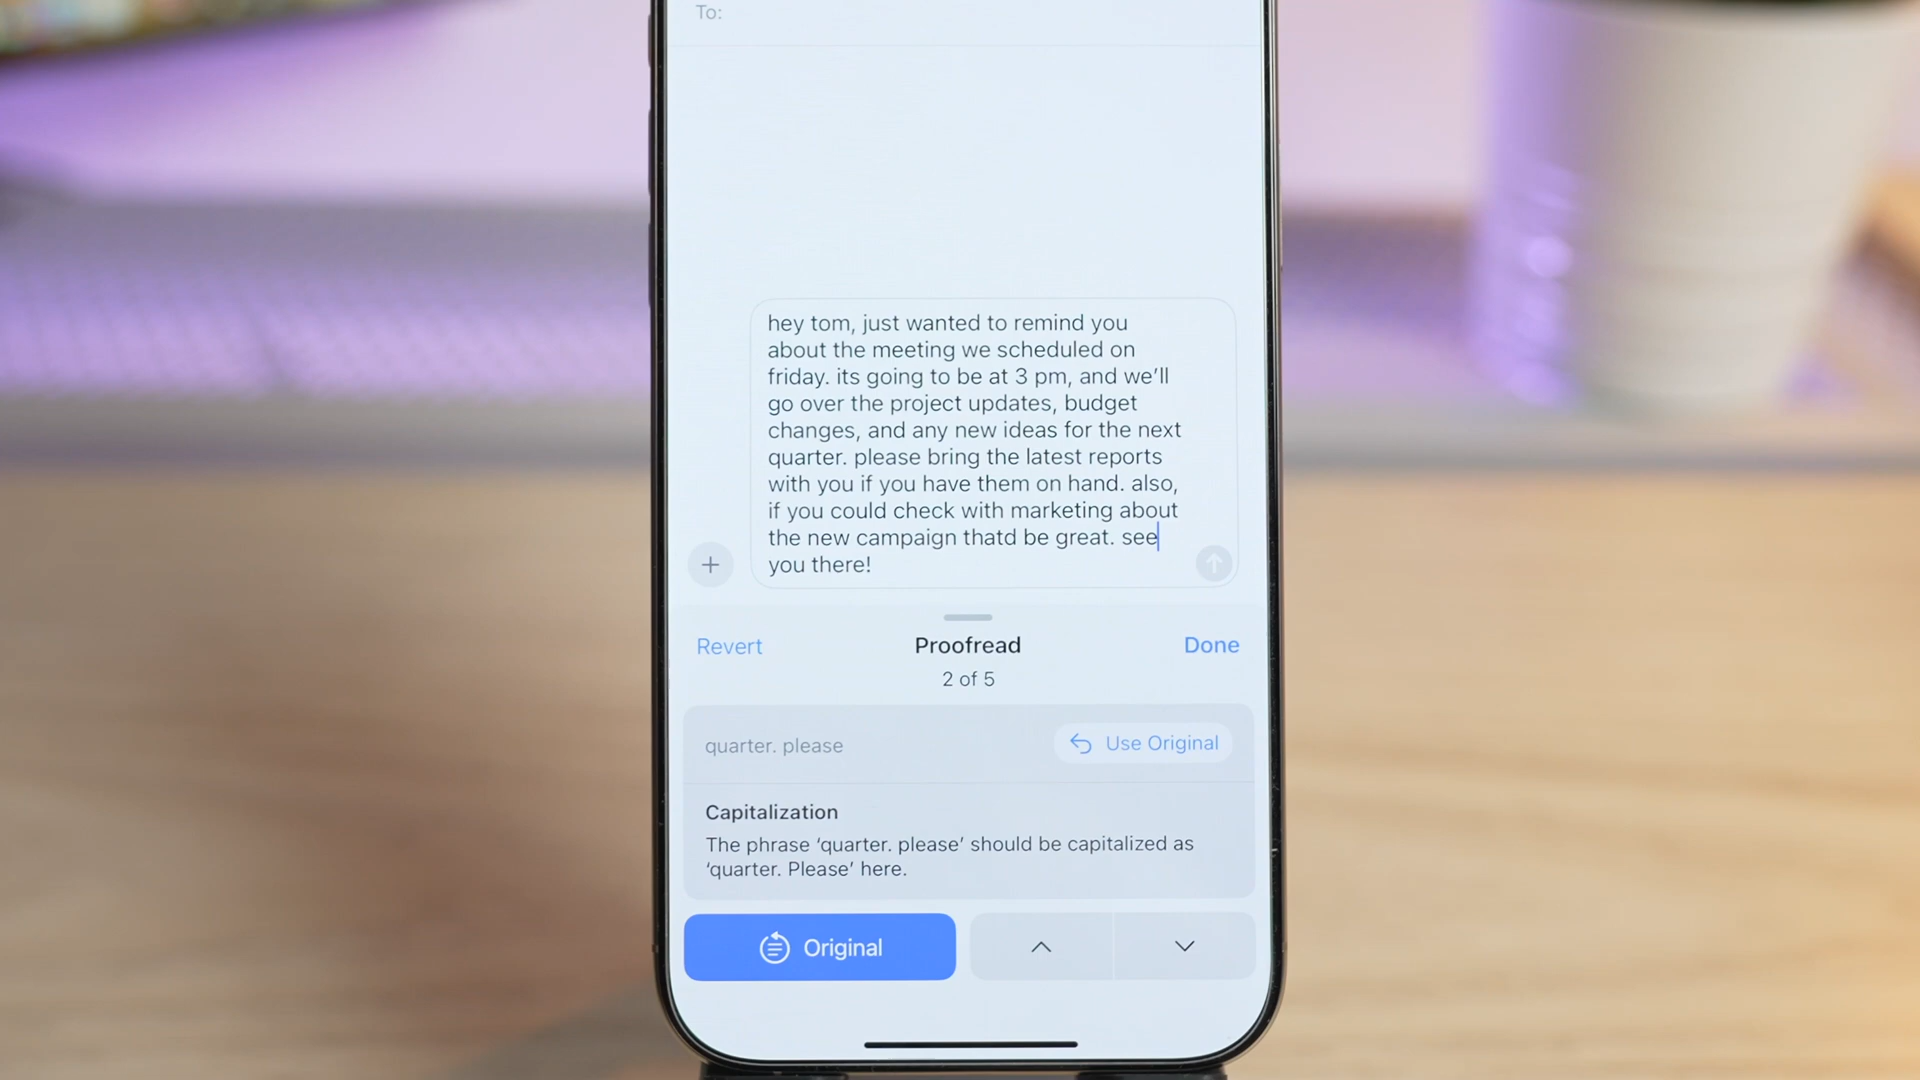 To:
hey tom, just wanted to remind you
about the meeting we scheduled on
friday. its going to be at 3 pm, and we’ll
go over the project updates, budget
changes, and any new ideas for the next
quarter. please bring the latest reports
with you if you have them on hand. also,
if you could check with marketing about
the new campaign thatd be great. see
you there!
Revert
Proofread
Done
2 of 5
quarter. please
Use Original
Capitalization
The phrase ‘quarter. please’ should be capitalized as
‘quarter. Please’ here.
Original